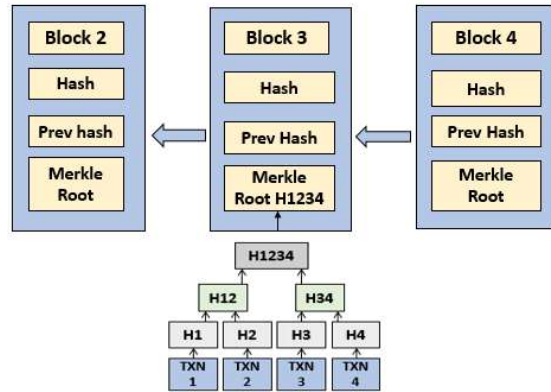 Block 2
Hash
Prev hash
Merkle
Root
Block 3
Hash
Prev Hash
Merkle
Root H1234
Block 4
Hash
Prev Hash
Merkle
Root
H1234
H12
H34
H1
H2
H3
H4
TXN
1
TXN
2
TXN
3
TXN
4